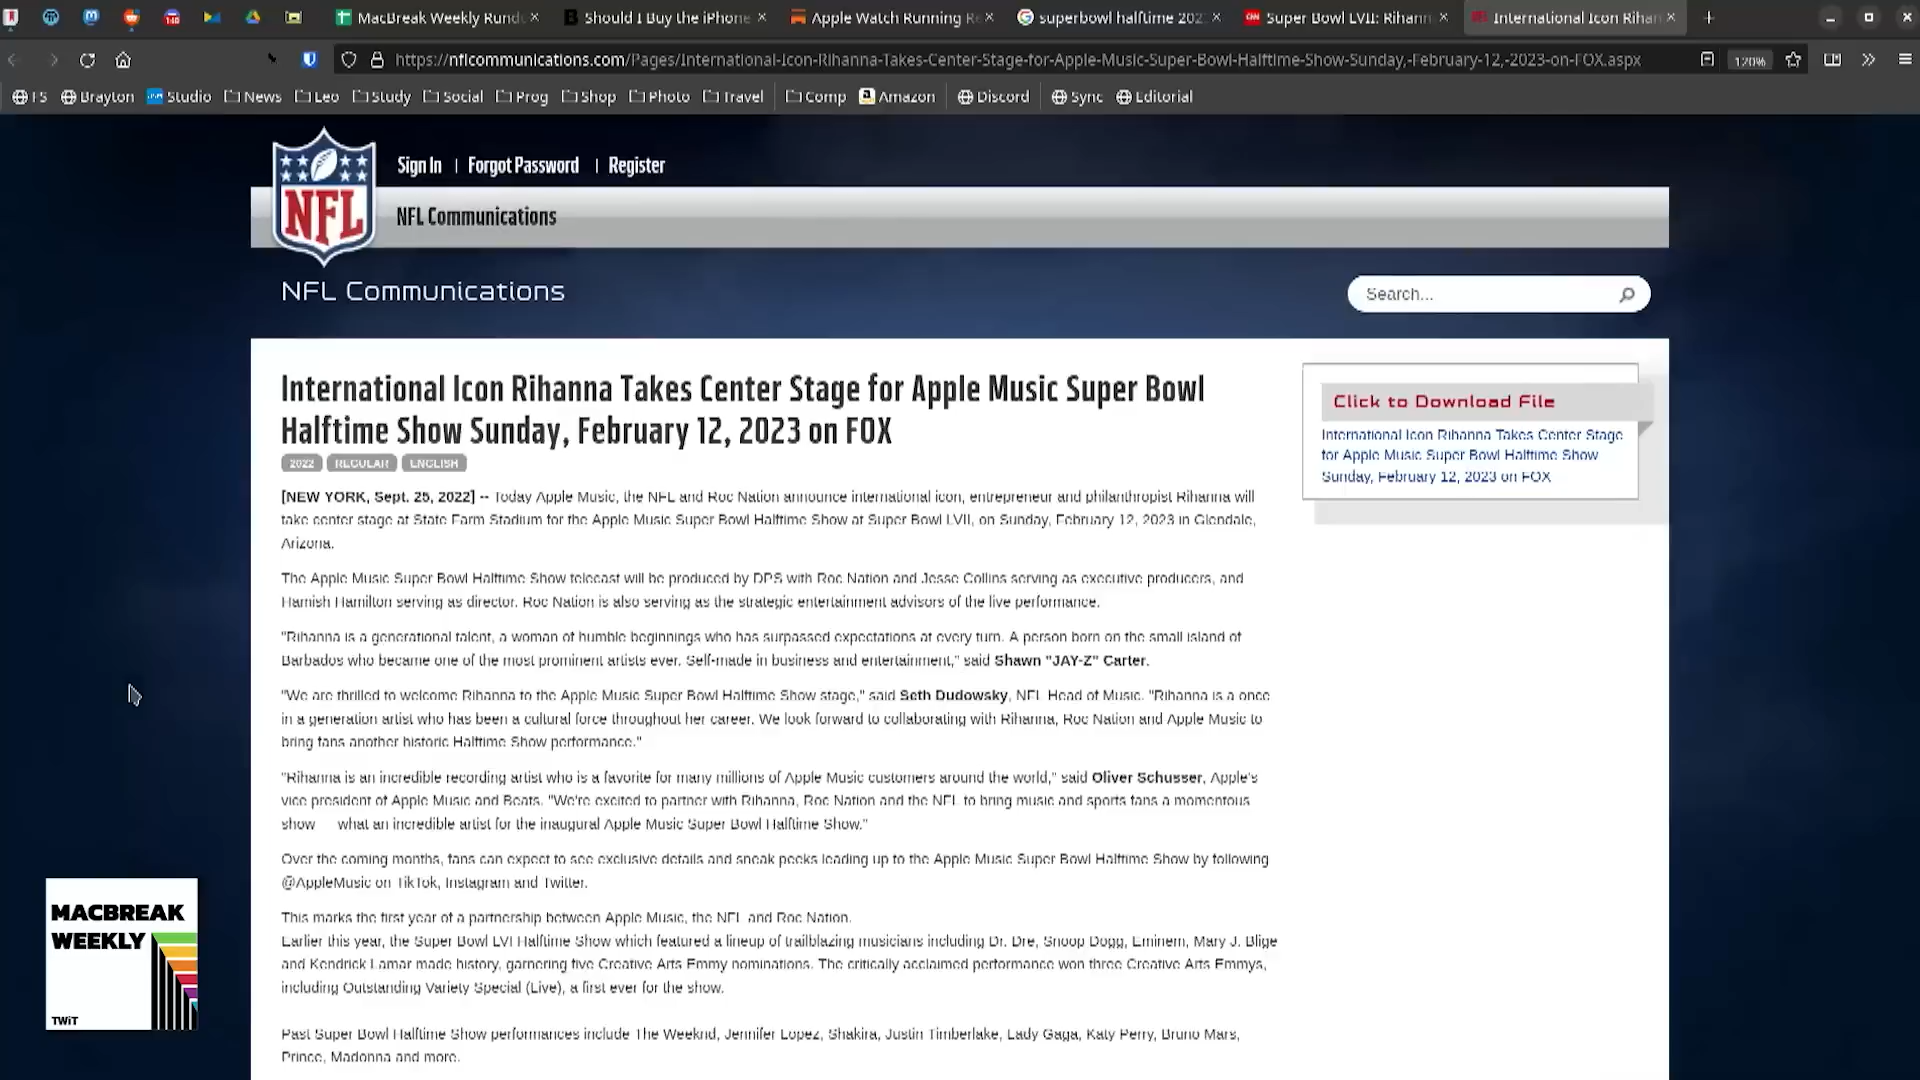 MacBreak Weekly Rund
Should I Buy the iPhone
Apple Watch Running Re
superbowl halftime 202
Super Bowl LVII: Rihann
International Icon Rihan
https://nflcommunications.com/Pages/International-Icon-Rihanna-Takes-Center-Stage-for-Apple-Music-Super-Bowl-Halftime-Show-Sunday,-February-12,-2023-on-FOX.aspx
120%
FS Brayton Studio News Leo Study Social Prog Shop Photo Travel Comp Amazon Discord Sync Editorial
Sign In | Forgot Password | Register
NFL
NFL Communications
NFL Communications
Search...
International Icon Rihanna Takes Center Stage for Apple Music Super Bowl
Halftime Show Sunday, February 12, 2023 on FOX
2022 REGULAR ENGLISH
[NEW YORK, Sept. 25, 2022] -- Today Apple Music, the NFL and Roc Nation announce international icon, entrepreneur and philanthropist Rihanna will
take center stage at State Farm Stadium for the Apple Music Super Bowl Halftime Show at Super Bowl LVII, on Sunday, February 12, 2023 in Glendale,
Arizona.
The Apple Music Super Bowl Halftime Show telecast will be produced by DPS with Roc Nation and Jesse Collins serving as executive producers, and
Hamish Hamilton serving as director. Roc Nation is also serving as the strategic entertainment advisors of the live performance.
"Rihanna is a generational talent, a woman of humble beginnings who has surpassed expectations at every turn. A person born on the small island of
Barbados who became one of the most prominent artists ever. Self-made in business and entertainment," said Shawn "JAY-Z" Carter.
"We are thrilled to welcome Rihanna to the Apple Music Super Bowl Halftime Show stage," said Seth Dudowsky, NFL Head of Music. "Rihanna is a once
in a generation artist who has been a cultural force throughout her career. We look forward to collaborating with Rihanna, Roc Nation and Apple Music to
bring fans another historic Halftime Show performance."
"Rihanna is an incredible recording artist who is a favorite for many millions of Apple Music customers around the world," said Oliver Schusser, Apple's
vice president of Apple Music and Beats. "We're excited to partner with Rihanna, Roc Nation and the NFL to bring music and sports fans a momentous
show what an incredible artist for the inaugural Apple Music Super Bowl Halftime Show."
Over the coming months, fans can expect to see exclusive details and sneak peeks leading up to the Apple Music Super Bowl Halftime Show by following
@AppleMusic on TikTok, Instagram and Twitter.
This marks the first year of a partnership between Apple Music, the NFL and Roc Nation.
Earlier this year, the Super Bowl LVI Halftime Show which featured a lineup of trailblazing musicians including Dr. Dre, Snoop Dogg, Eminem, Mary J. Blige
and Kendrick Lamar made history, garnering five Creative Arts Emmy nominations. The critically acclaimed performance won three Creative Arts Emmys,
including Outstanding Variety Special (Live), a first ever for the show.
Past Super Bowl Halftime Show performances include The Weeknd, Jennifer Lopez, Shakira, Justin Timberlake, Lady Gaga, Katy Perry, Bruno Mars,
Prince, Madonna and more.
Click to Download File
International Icon Rihanna Takes Center Stage
for Apple Music Super Bowl Halftime Show
Sunday, February 12, 2023 on FOX
MACBREAK
WEEKLY
TWiT